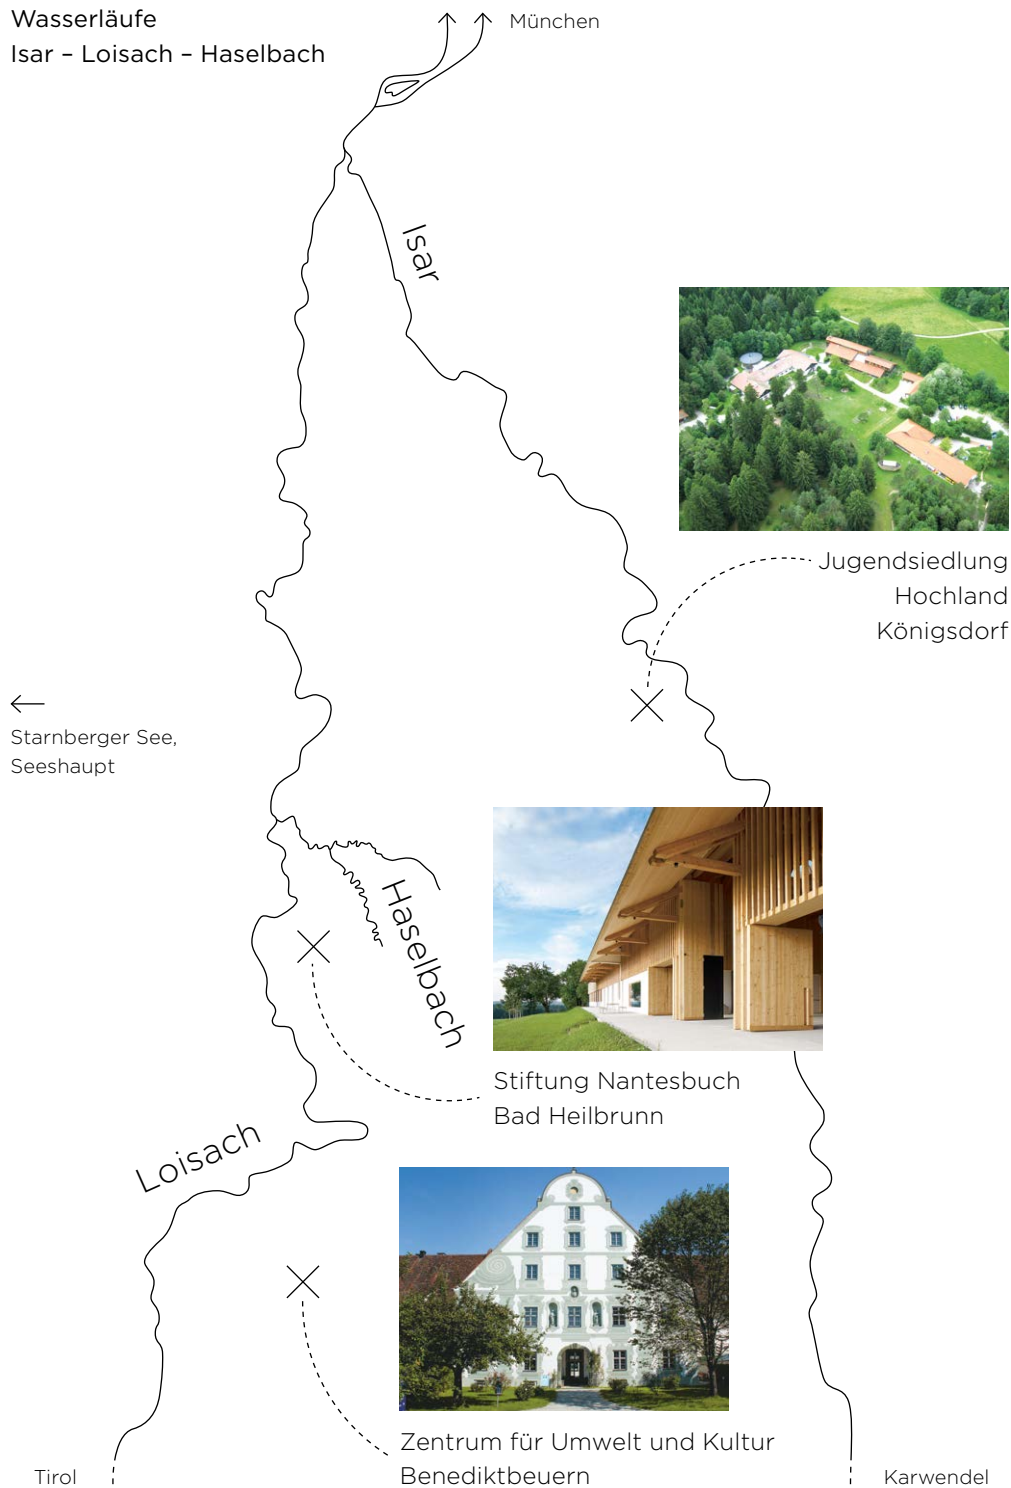 Wasserläufe
Isar – Loisach – Haselbach
München
Isar
Jugendsiedlung
Hochland
Königsdorf
Starnberger See,
Seeshaupt
Haselbach
Stiftung Nantesbuch
Bad Heilbrunn
Loisach
Zentrum für Umwelt und Kultur
Benediktbeuern
Tirol
Karwendel